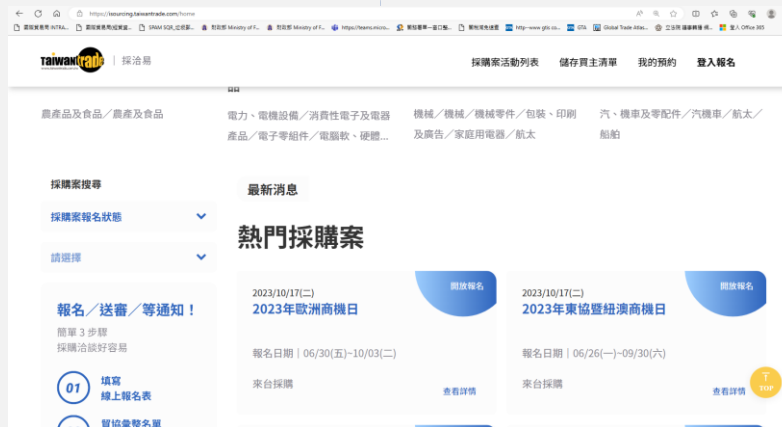 https://isourcing.taiwantrade.com/home
Taiwantrade 採洽易
採購案活動列表 儲存買主清單 我的預約 登入報名
農產品及食品／農產品及食品
電力、電機設備／消費性電子及電器
產品／電子零組件／電腦軟、硬體...
機械／機械／機械零件／包裝、印刷
及廣告／家庭用電器／航太
汽、機車及零配件／汽機車／航太／
船舶
採購案搜尋
採購案報名狀態
請選擇
報名／送審／等通知！
簡單 3 步驟
採購洽談好容易
01 填寫
線上報名表
貿協彙整名單
最新消息
熱門採購案
2023/10/17(二) 開放報名
2023年歐洲商機日
報名日期｜06/30(五)~10/03(二)
來台採購
查看詳情
2023/10/17(二) 開放報名
2023年東協暨紐澳商機日
報名日期｜06/26(一)~09/30(六)
來台採購
查看詳情
TOP